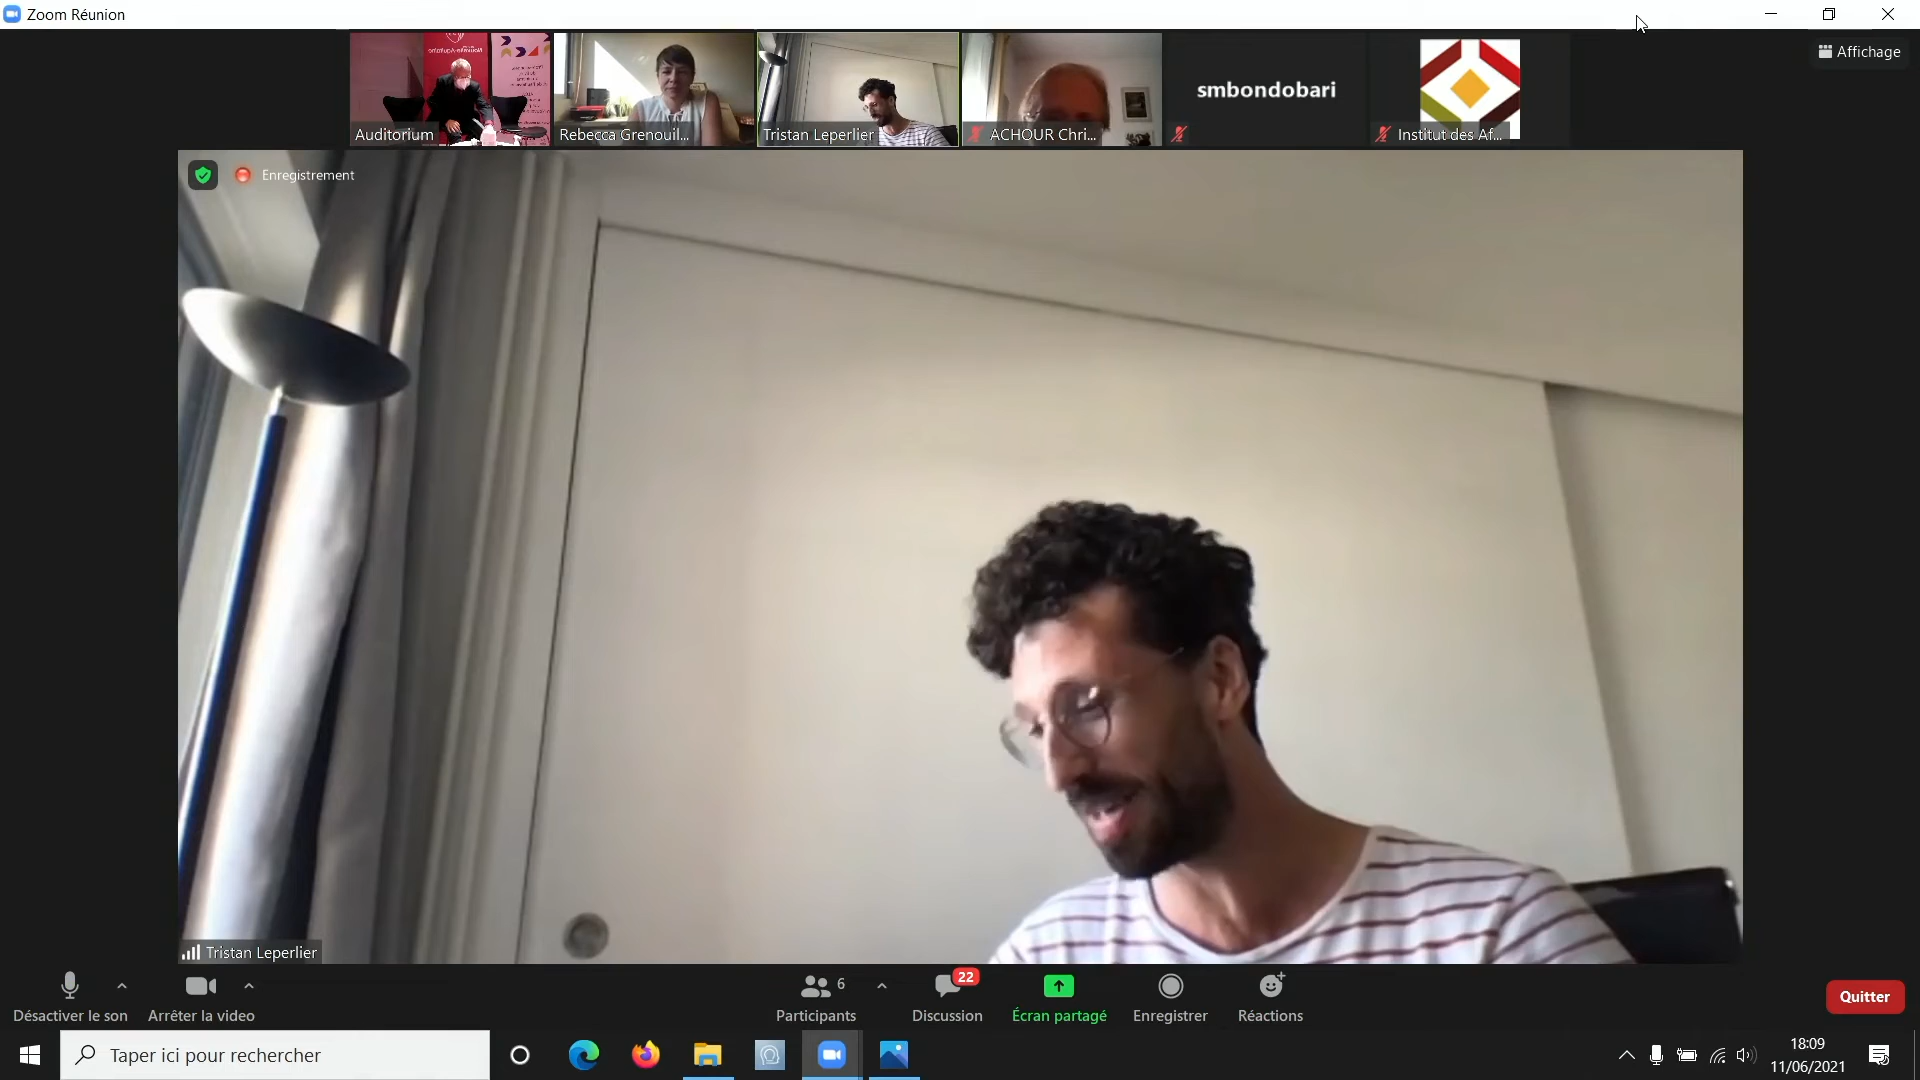 Zoom Réunion
Affichage
Auditorium
Rebecca Grenouil...
Tristan Leperlier
ACHOUR Chri...
smbondobari
Institut des Af...
Enregistrement
Tristan Leperlier
6
22
Désactiver le son
Arrêter la video
Participants
Discussion
Écran partagé
Enregistrer
Réactions
Quitter
Taper ici pour rechercher
18:09
11/06/2021